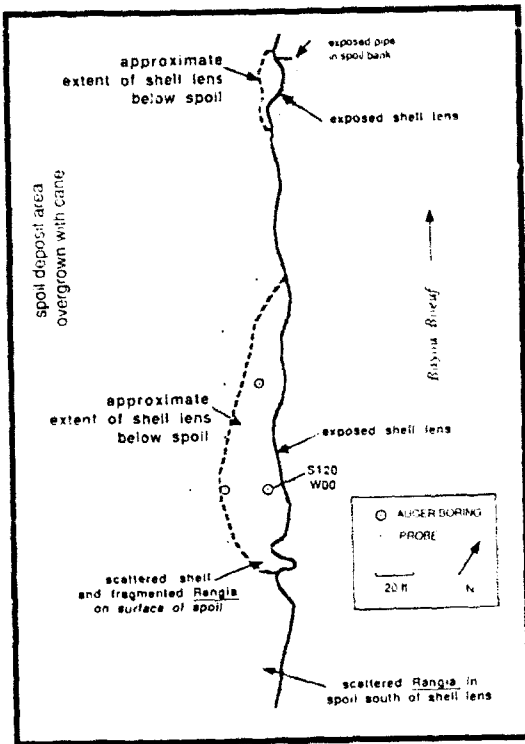 exposed pipe
in spoil bank
approximate
extent of shell lens
below spoil
exposed shell lens
spoil deposit area
overgrown with cane
Bayou Boeuf
approximate
extent of shell lens
below spoil
exposed shell lens
S120
W00
AUGER BORING
PROBE
20 ft
N
scattered shell
and fragmented Rangia
on surface of spoil
scattered Rangia in
spoil south of shell lens